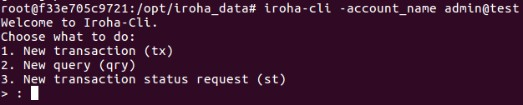 root@f33e705c9721:/opt/iroha_data# iroha-cli -account_name admin@test
Welcome to Iroha-Cli.
Choose what to do:
1. New transaction (tx)
2. New query (qry)
3. New transaction status request (st)
> :